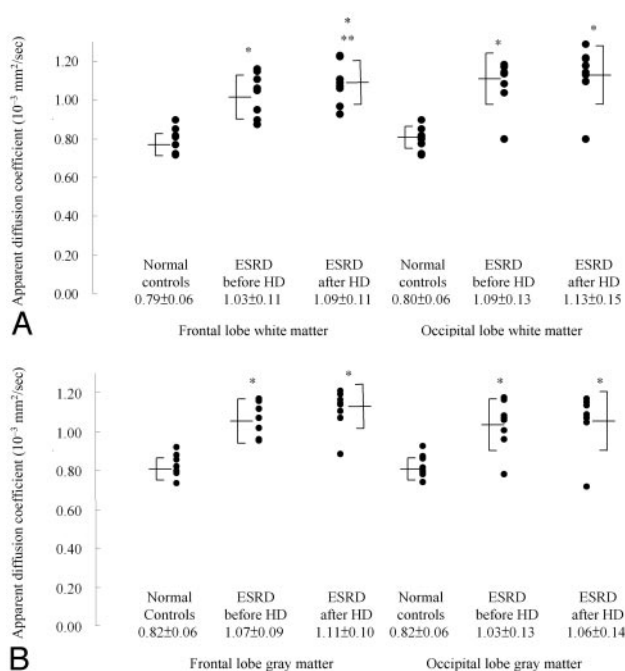 *
* * ** *
1.20
1.00
0.80
0.60
0.40
0.20
0.00
Apparent diffusion coefficient (10⁻³ mm²/sec)
Normal controls 0.79±0.06
ESRD before HD 1.03±0.11
ESRD after HD 1.09±0.11
Normal controls 0.80±0.06
ESRD before HD 1.09±0.13
ESRD after HD 1.13±0.15
A
Frontal lobe white matter Occipital lobe white matter
* * * *
1.20
1.00
0.80
0.60
0.40
0.20
0.00
Apparent diffusion coefficient (10⁻³ mm²/sec)
Normal Controls 0.82±0.06
ESRD before HD 1.07±0.09
ESRD after HD 1.11±0.10
Normal controls 0.82±0.06
ESRD before HD 1.03±0.13
ESRD after HD 1.06±0.14
B
Frontal lobe gray matter Occipital lobe gray matter